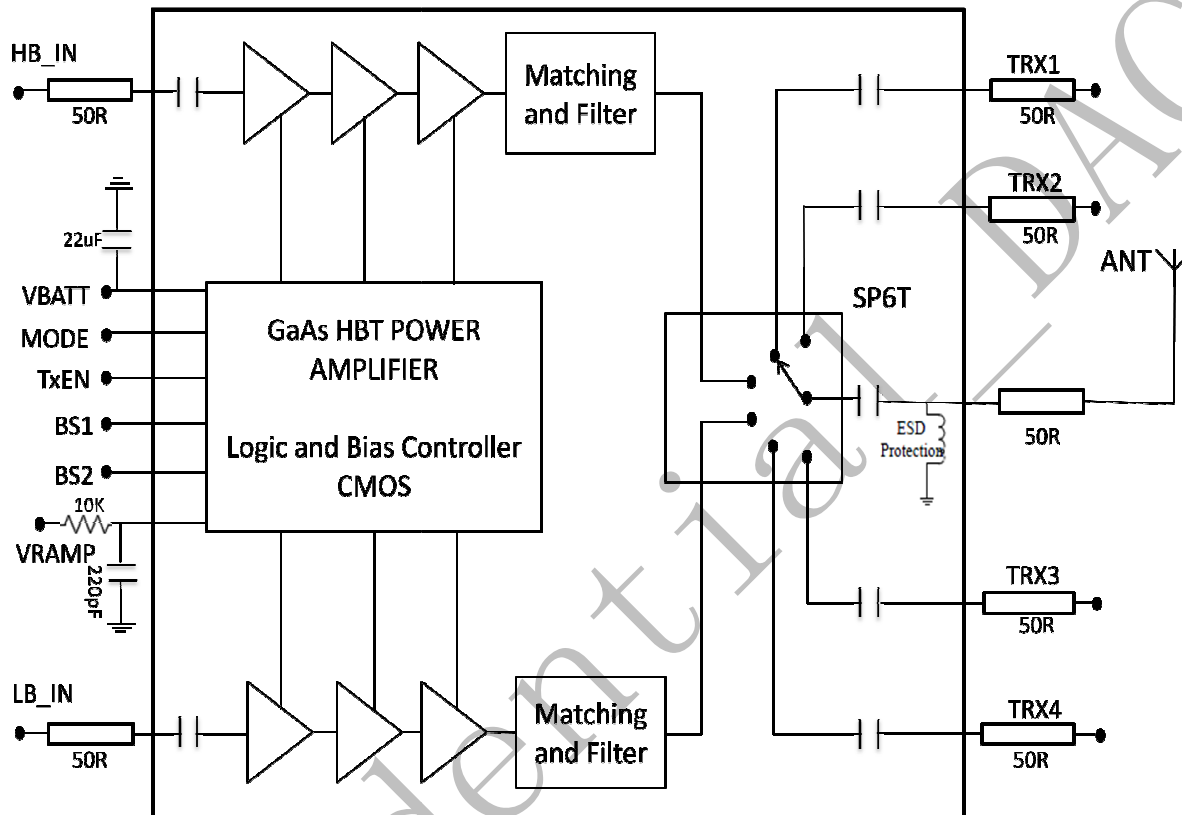 HB_IN
50R
Matching
and Filter
TRX1
50R
TRX2
50R
ANT
22uF
VBATT
MODE
TxEN
BS1
BS2
10K
VRAMP
220pF
GaAs HBT POWER
AMPLIFIER
Logic and Bias Controller
CMOS
SP6T
ESD
Protection
50R
TRX3
50R
LB_IN
50R
Matching
and Filter
TRX4
50R
dential_DAC